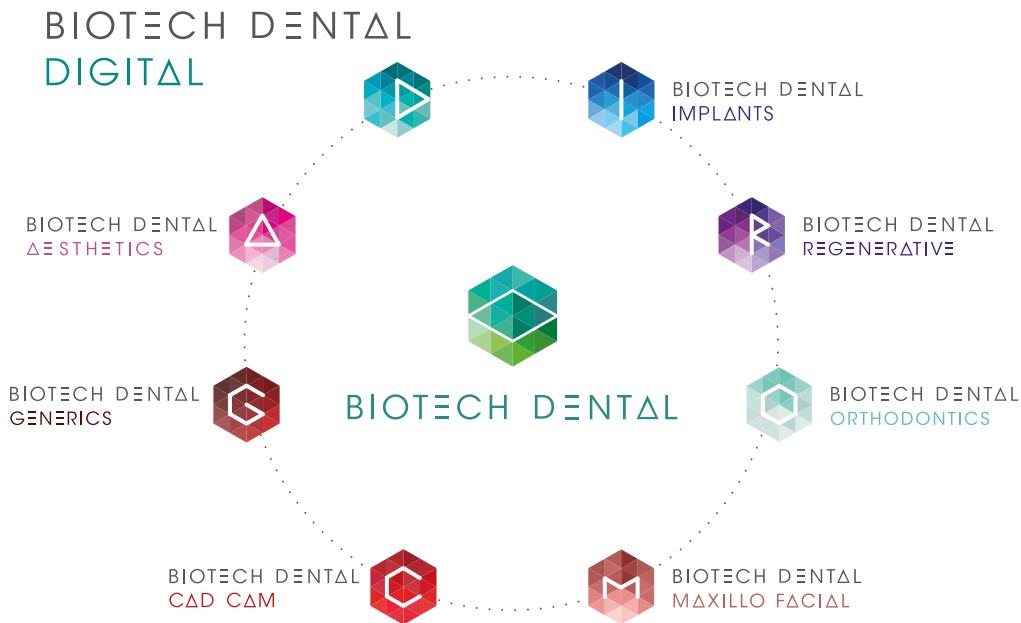 BIOTECH DENTAL
DIGITAL
D
I
BIOTECH DENTAL
IMPLANTS
BIOTECH DENTAL
AESTHETICS
A
R
BIOTECH DENTAL
REGENERATIVE
BIOTECH DENTAL
GENERICS
G
BIOTECH DENTAL
O
BIOTECH DENTAL
ORTHODONTICS
BIOTECH DENTAL
CAD CAM
C
M
BIOTECH DENTAL
MAXILLO FACIAL